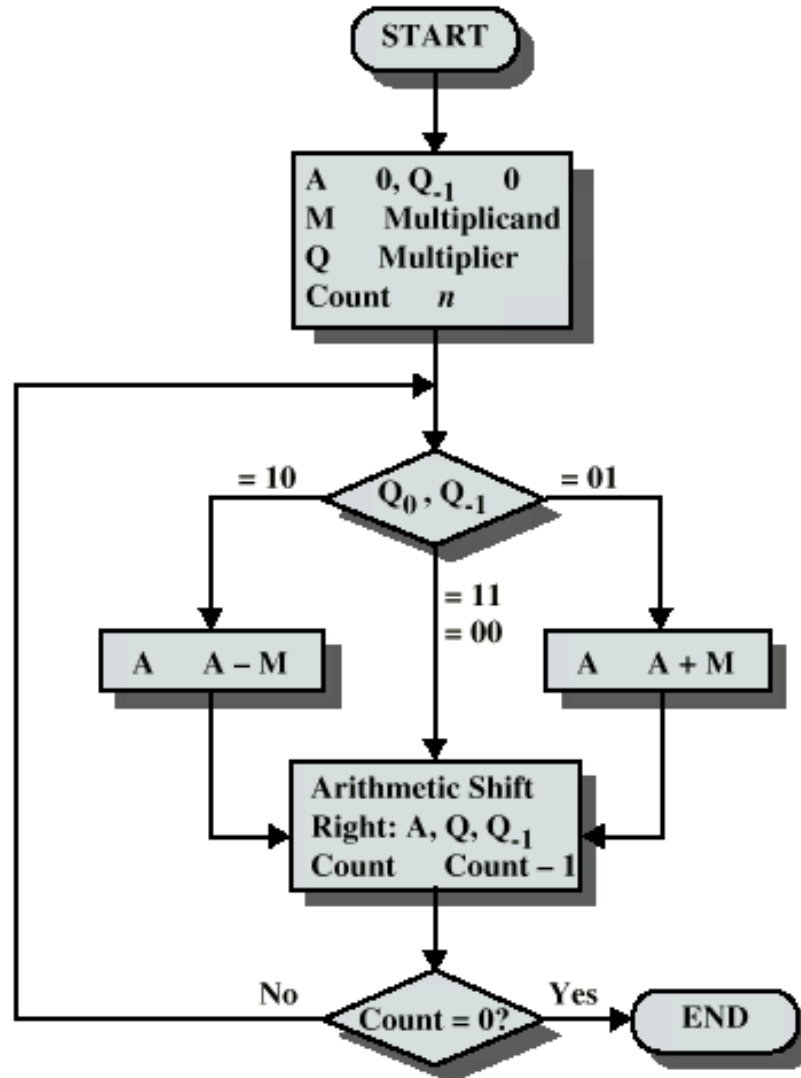 START
A 0, Q-1 0
M Multiplicand
Q Multiplier
Count n
= 10
Q0 , Q-1
= 01
= 11
= 00
A A – M
A A + M
Arithmetic Shift
Right: A, Q, Q-1
Count Count – 1
No
Count = 0?
Yes
END